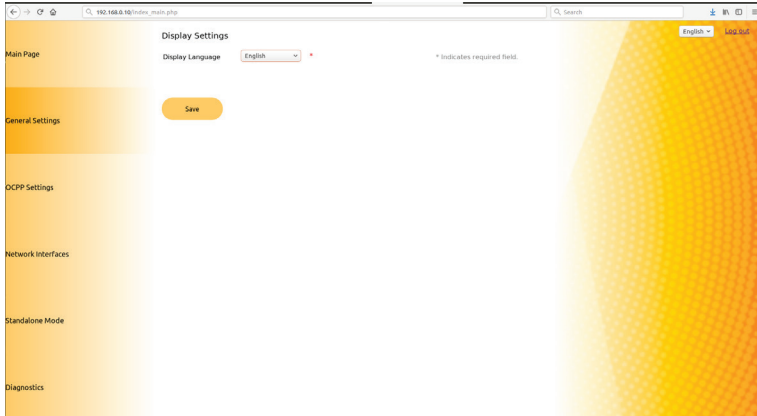 192.168.0.10/index_main.php
Search
English
Log out
Display Settings
Main Page
Display Language
English
*
* Indicates required field.
Save
General Settings
OCPP Settings
Network Interfaces
Standalone Mode
Diagnostics